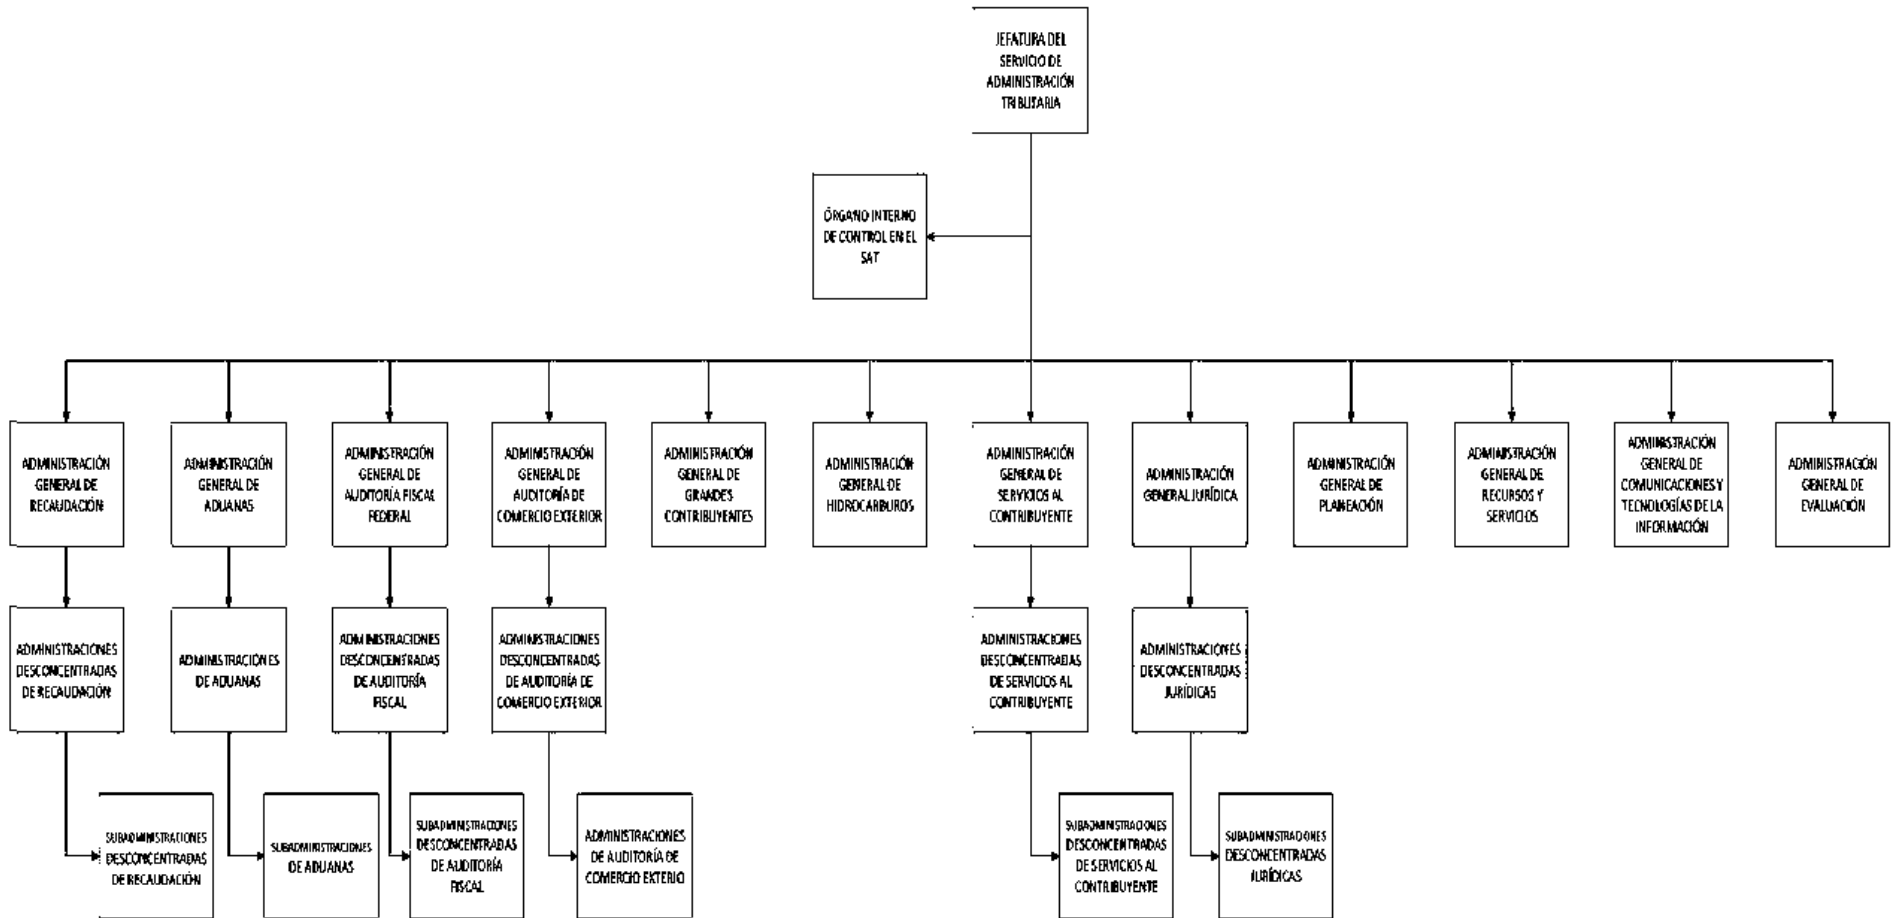 JEFATURA DEL
SERVICIO DE
ADMINISTRACIÓN
TRIBUTARIA
ÓRGANO INTERNO
DE CONTROL EN EL
SAT
ADMINISTRACIÓN
GENERAL DE
RECAUDACIÓN
ADMINISTRACIÓN
GENERAL DE
ADUANAS
ADMINISTRACIÓN
GENERAL DE
AUDITORÍA FISCAL
FEDERAL
ADMINISTRACIÓN
GENERAL DE
AUDITORÍA DE
COMERCIO EXTERIOR
ADMINISTRACIÓN
GENERAL DE
GRANDES
CONTRIBUYENTES
ADMINISTRACIÓN
GENERAL DE
HIDROCARBUROS
ADMINISTRACIÓN
GENERAL DE
SERVICIOS AL
CONTRIBUYENTE
ADMINISTRACIÓN
GENERAL JURÍDICA
ADMINISTRACIÓN
GENERAL DE
PLANEACIÓN
ADMINISTRACIÓN
GENERAL DE
RECURSOS Y
SERVICIOS
ADMINISTRACIÓN
GENERAL DE
COMUNICACIONES Y
TECNOLOGÍAS DE LA
INFORMACIÓN
ADMINISTRACIÓN
GENERAL DE
EVALUACIÓN
ADMINISTRACIONES
DESCONCENTRADAS
DE RECAUDACIÓN
ADMINISTRACIONES
DE ADUANAS
ADMINISTRACIONES
DESCONCENTRADAS
DE AUDITORÍA
FISCAL
ADMINISTRACIONES
DESCONCENTRADAS
DE AUDITORÍA DE
COMERCIO EXTERIOR
ADMINISTRACIONES
DESCONCENTRADAS
DE SERVICIOS AL
CONTRIBUYENTE
ADMINISTRACIONES
DESCONCENTRADAS
JURÍDICAS
SUBADMINISTRACIONES
DESCONCENTRADAS
DE RECAUDACIÓN
SUBADMINISTRACIONES
DE ADUANAS
SUBADMINISTRACIONES
DESCONCENTRADAS
DE AUDITORÍA
FISCAL
ADMINISTRACIONES
DE AUDITORÍA DE
COMERCIO EXTERIO
SUBADMINISTRACIONES
DESCONCENTRADAS
DE SERVICIOS AL
CONTRIBUYENTE
SUBADMINISTRACIONES
DESCONCENTRADAS
JURÍDICAS